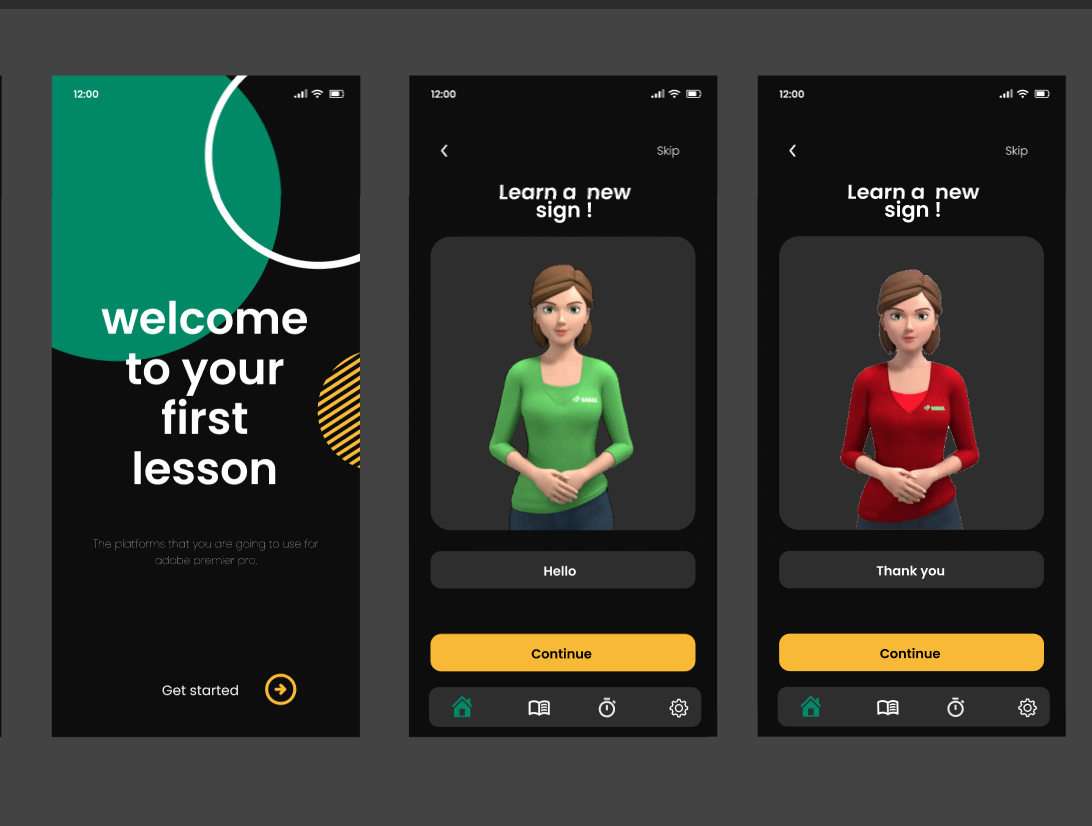 12:00
welcome
to your
first
lesson
The platforms that you are going to use for
adobe premier pro.
Get started
12:00
Skip
Learn a new
sign !
Hello
Continue
12:00
Skip
Learn a new
sign !
Thank you
Continue